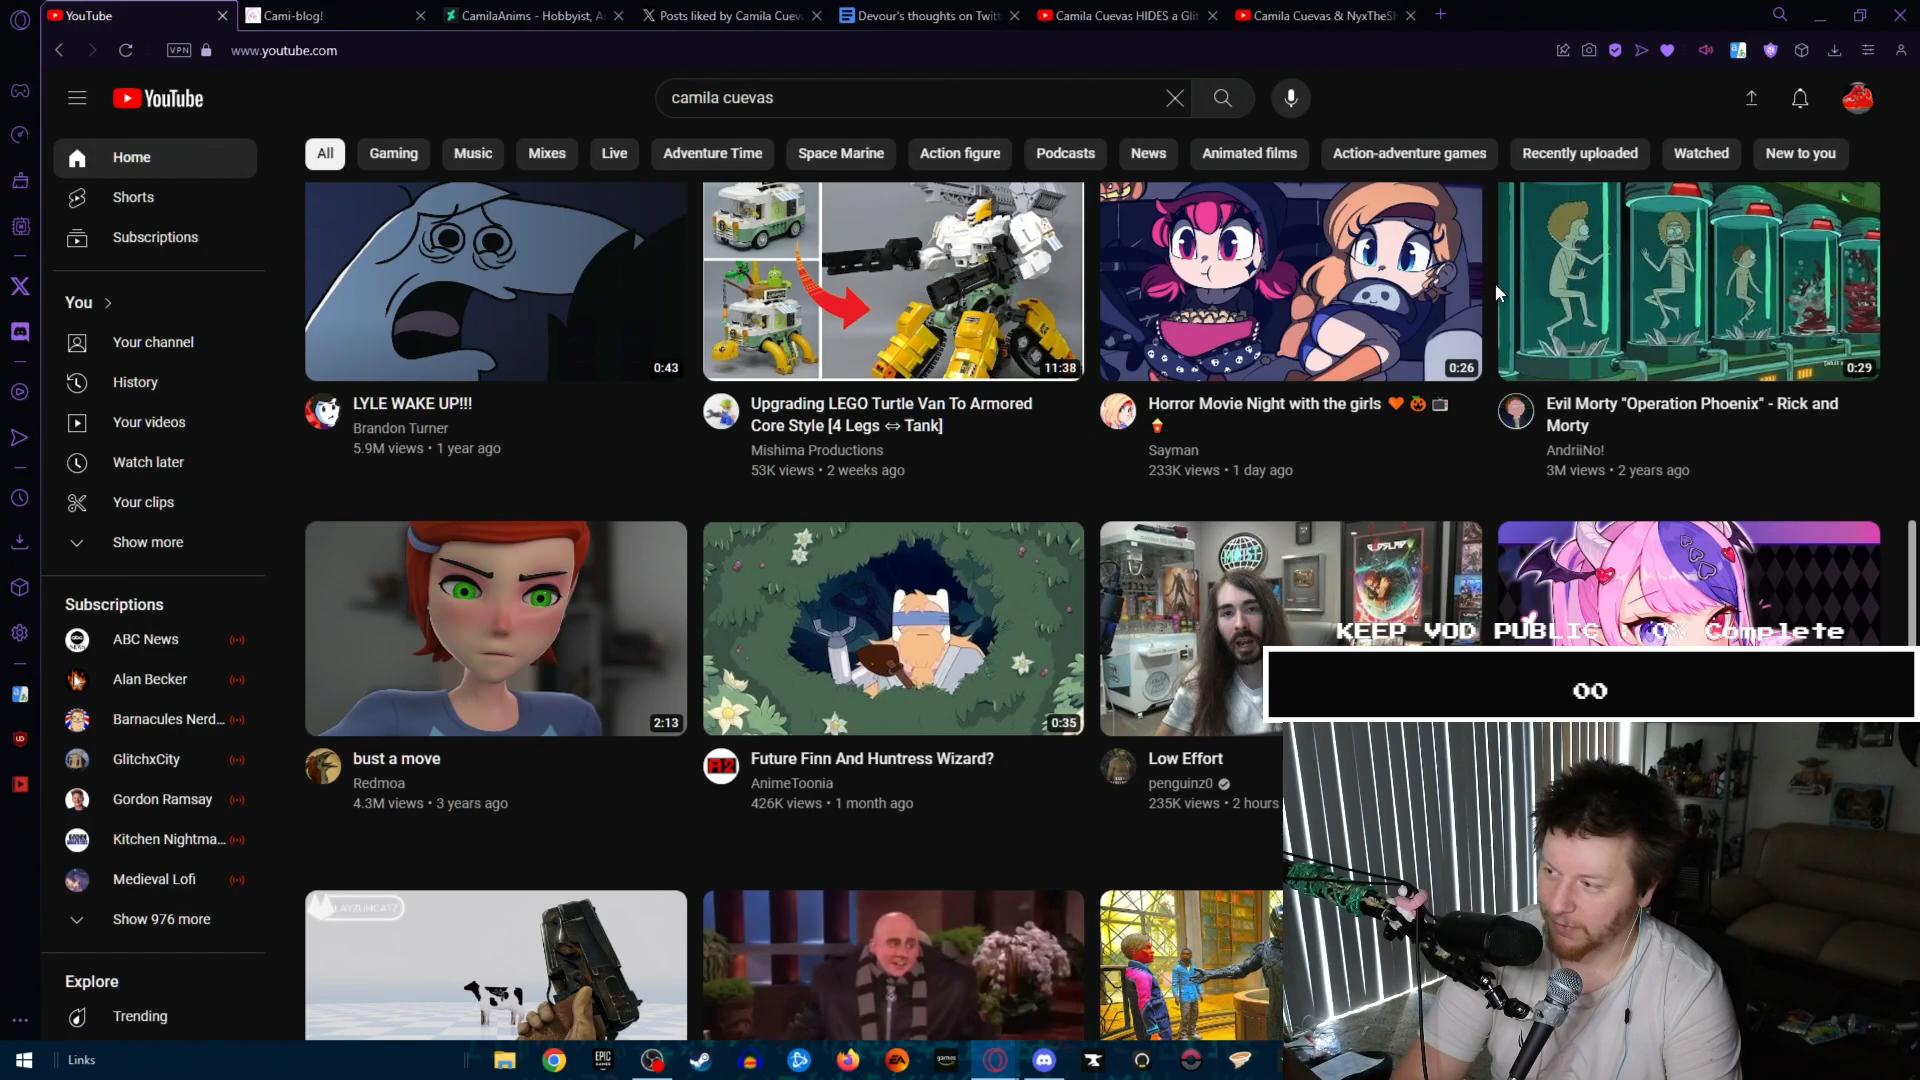 YouTube
Cami-blog!
CamilaAnims - Hobbyist, A
Posts liked by Camila Cuev
Devour's thoughts on Twitt
Camila Cuevas HIDES a Gli
Camila Cuevas & NyxTheSh
VPN
www.youtube.com
YouTube
camila cuevas
All
Gaming
Music
Mixes
Live
Adventure Time
Space Marine
Action figure
Podcasts
News
Animated films
Action-adventure games
Recently uploaded
Watched
New to you
Home
Shorts
Subscriptions
You
Your channel
History
Your videos
Watch later
Your clips
Show more
Subscriptions
ABC News
Alan Becker
Barnacules Nerd...
GlitchxCity
Gordon Ramsay
Kitchen Nightma...
Medieval Lofi
Show 976 more
Explore
Trending
0:43
LYLE WAKE UP!!!
Brandon Turner
5.9M views • 1 year ago
11:38
Upgrading LEGO Turtle Van To Armored
Core Style [4 Legs ⇔ Tank]
Mishima Productions
53K views • 2 weeks ago
0:26
Horror Movie Night with the girls 🧡 🎃 📺
🍿
Sayman
233K views • 1 day ago
0:29
Evil Morty "Operation Phoenix" - Rick and
Morty
AndriiNo!
3M views • 2 years ago
2:13
bust a move
Redmoa
4.3M views • 3 years ago
0:35
Future Finn And Huntress Wizard?
AnimeToonia
426K views • 1 month ago
MOIST
Low Effort
penguinz0
235K views • 2 hours
KEEP VOD PUBLIC : 0% Complete
00
LAYZUHCATZ
Links